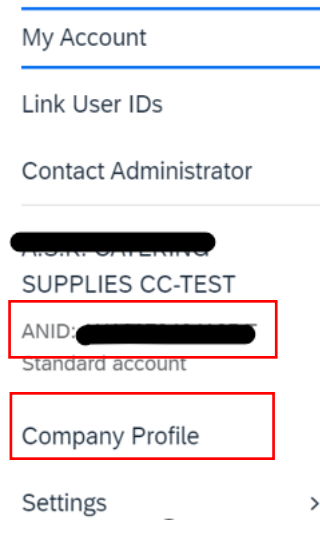 My Account
Link User IDs
Contact Administrator
SUPPLIES CC-TEST
ANID:
Standard account
Company Profile
Settings